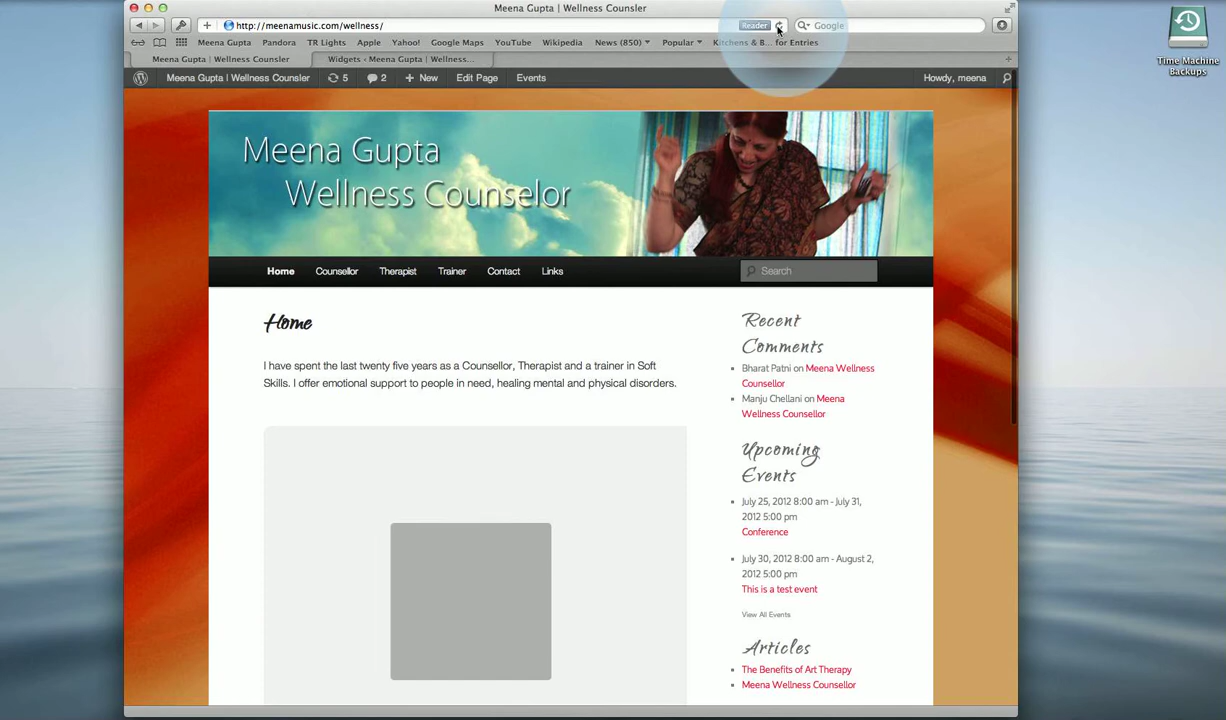 Meena Gupta | Wellness Counsler
http://meenamusic.com/wellness/
Reader
Google
Meena Gupta
Pandora
TR Lights
Apple
Yahoo!
Google Maps
YouTube
Wikipedia
News (850)
Popular
Kitchens & B... for Entries
Meena Gupta | Wellness Counsler
Widgets ‹ Meena Gupta | Wellness...
Meena Gupta | Wellness Counsler
5
2
+ New
Edit Page
Events
Howdy, meena
Time Machine
Backups
Meena Gupta
Wellness Counselor
Home
Counsellor
Therapist
Trainer
Contact
Links
Search
Home
I have spent the last twenty five years as a Counsellor, Therapist and a trainer in Soft
Skills. I offer emotional support to people in need, healing mental and physical disorders.
Recent
Comments
Bharat Patni on Meena Wellness
Counsellor
Manju Chellani on Meena
Wellness Counsellor
Upcoming
Events
July 25, 2012 8:00 am - July 31,
2012 5:00 pm
Conference
July 30, 2012 8:00 am - August 2,
2012 5:00 pm
This is a test event
View All Events
Articles
The Benefits of Art Therapy
Meena Wellness Counsellor